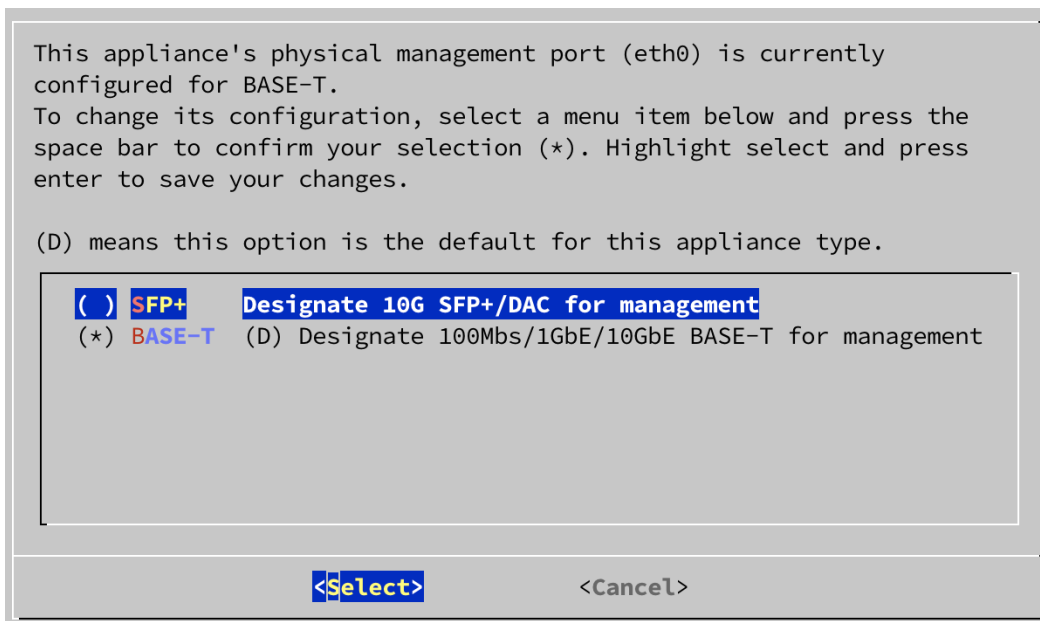 This appliance's physical management port (eth0) is currently
configured for BASE-T.
To change its configuration, select a menu item below and press the
space bar to confirm your selection (*). Highlight select and press
enter to save your changes.
(D) means this option is the default for this appliance type.
( ) SFP+ Designate 10G SFP+/DAC for management
(*) BASE-T (D) Designate 100Mbs/1GbE/10GbE BASE-T for management
<Select> <Cancel>